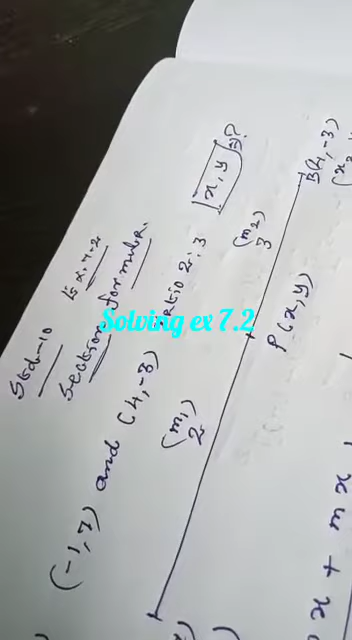 Std-10
Ex 7.2
Section formula.
(-1,7) and (4,-3) ratio 2:3 (x,y)=?
(m1)
2
(m2)
3
P(x,y)
B(4,-3)
Solving ex 7.2